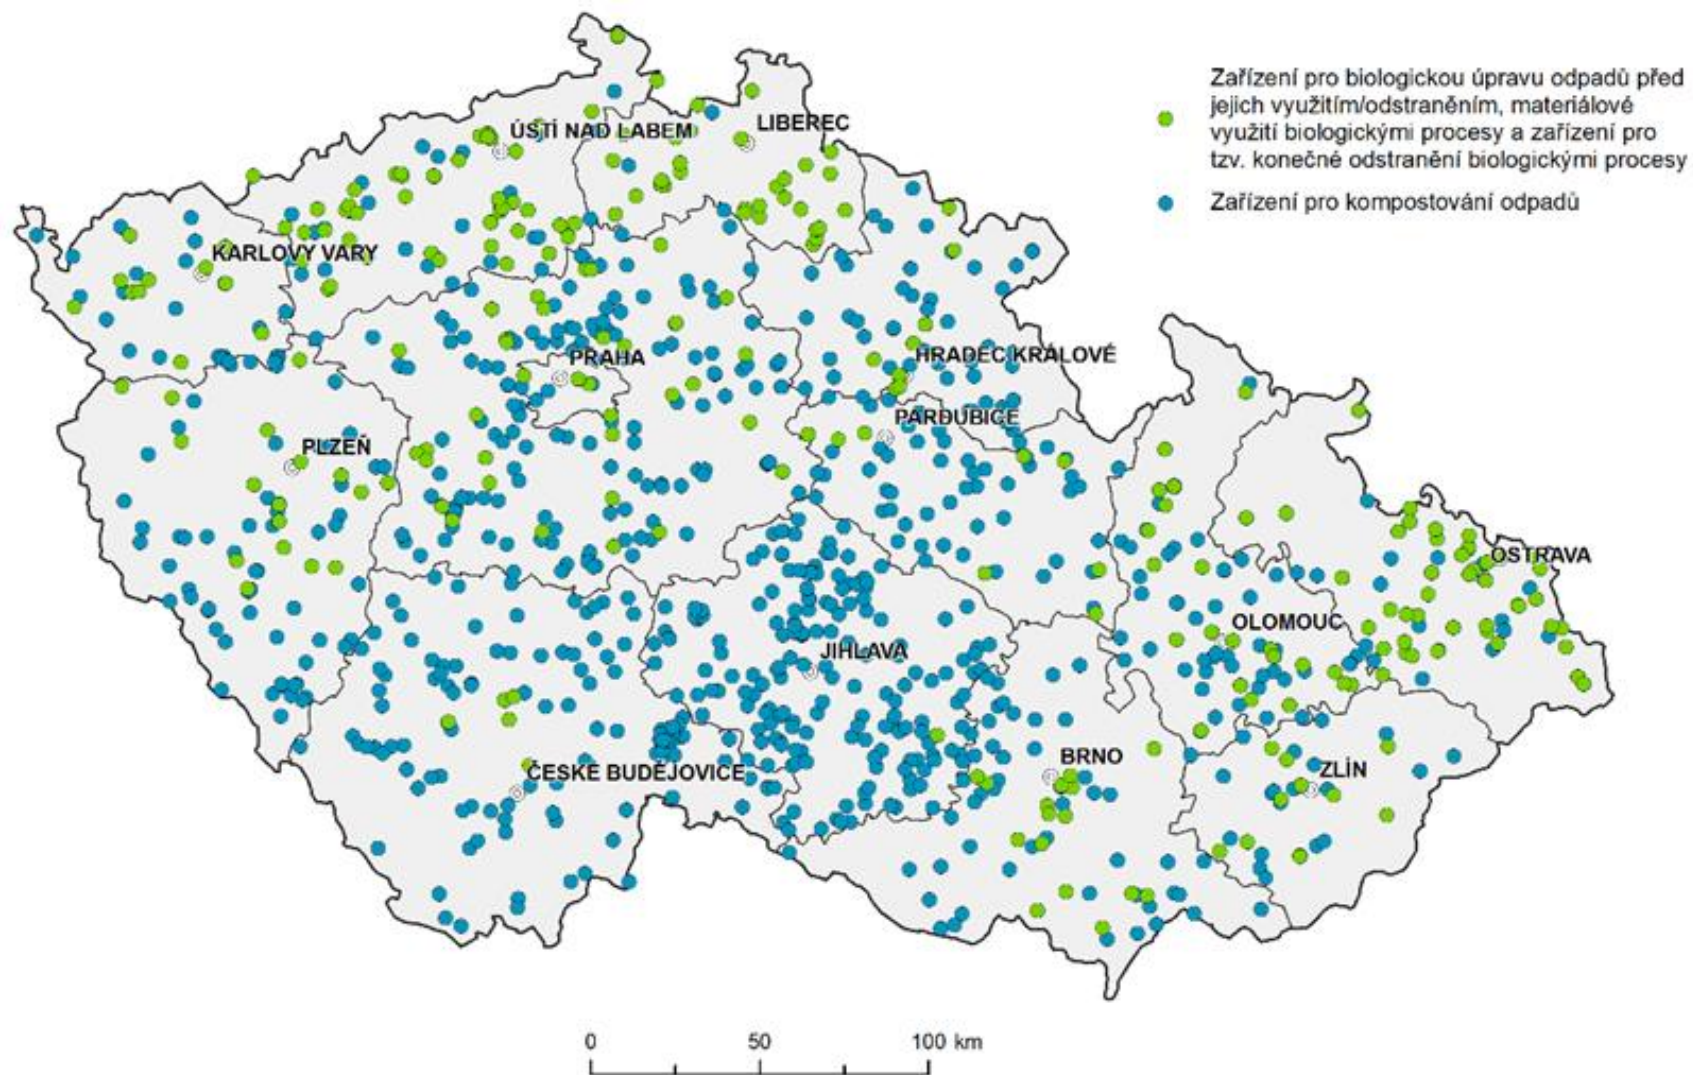 Zařízení pro biologickou úpravu odpadů před
jejich využitím/odstraněním, materiálové
využití biologickými procesy a zařízení pro
tzv. konečné odstranění biologickými procesy
Zařízení pro kompostování odpadů
ÚSTÍ NAD LABEM
LIBEREC
KARLOVY VARY
PRAHA
HRADEC KRÁLOVÉ
PARDUBICE
PLZEŇ
OSTRAVA
OLOMOUC
JIHLAVA
BRNO
ZLÍN
ČESKÉ BUDĚJOVICE
0 50 100 km